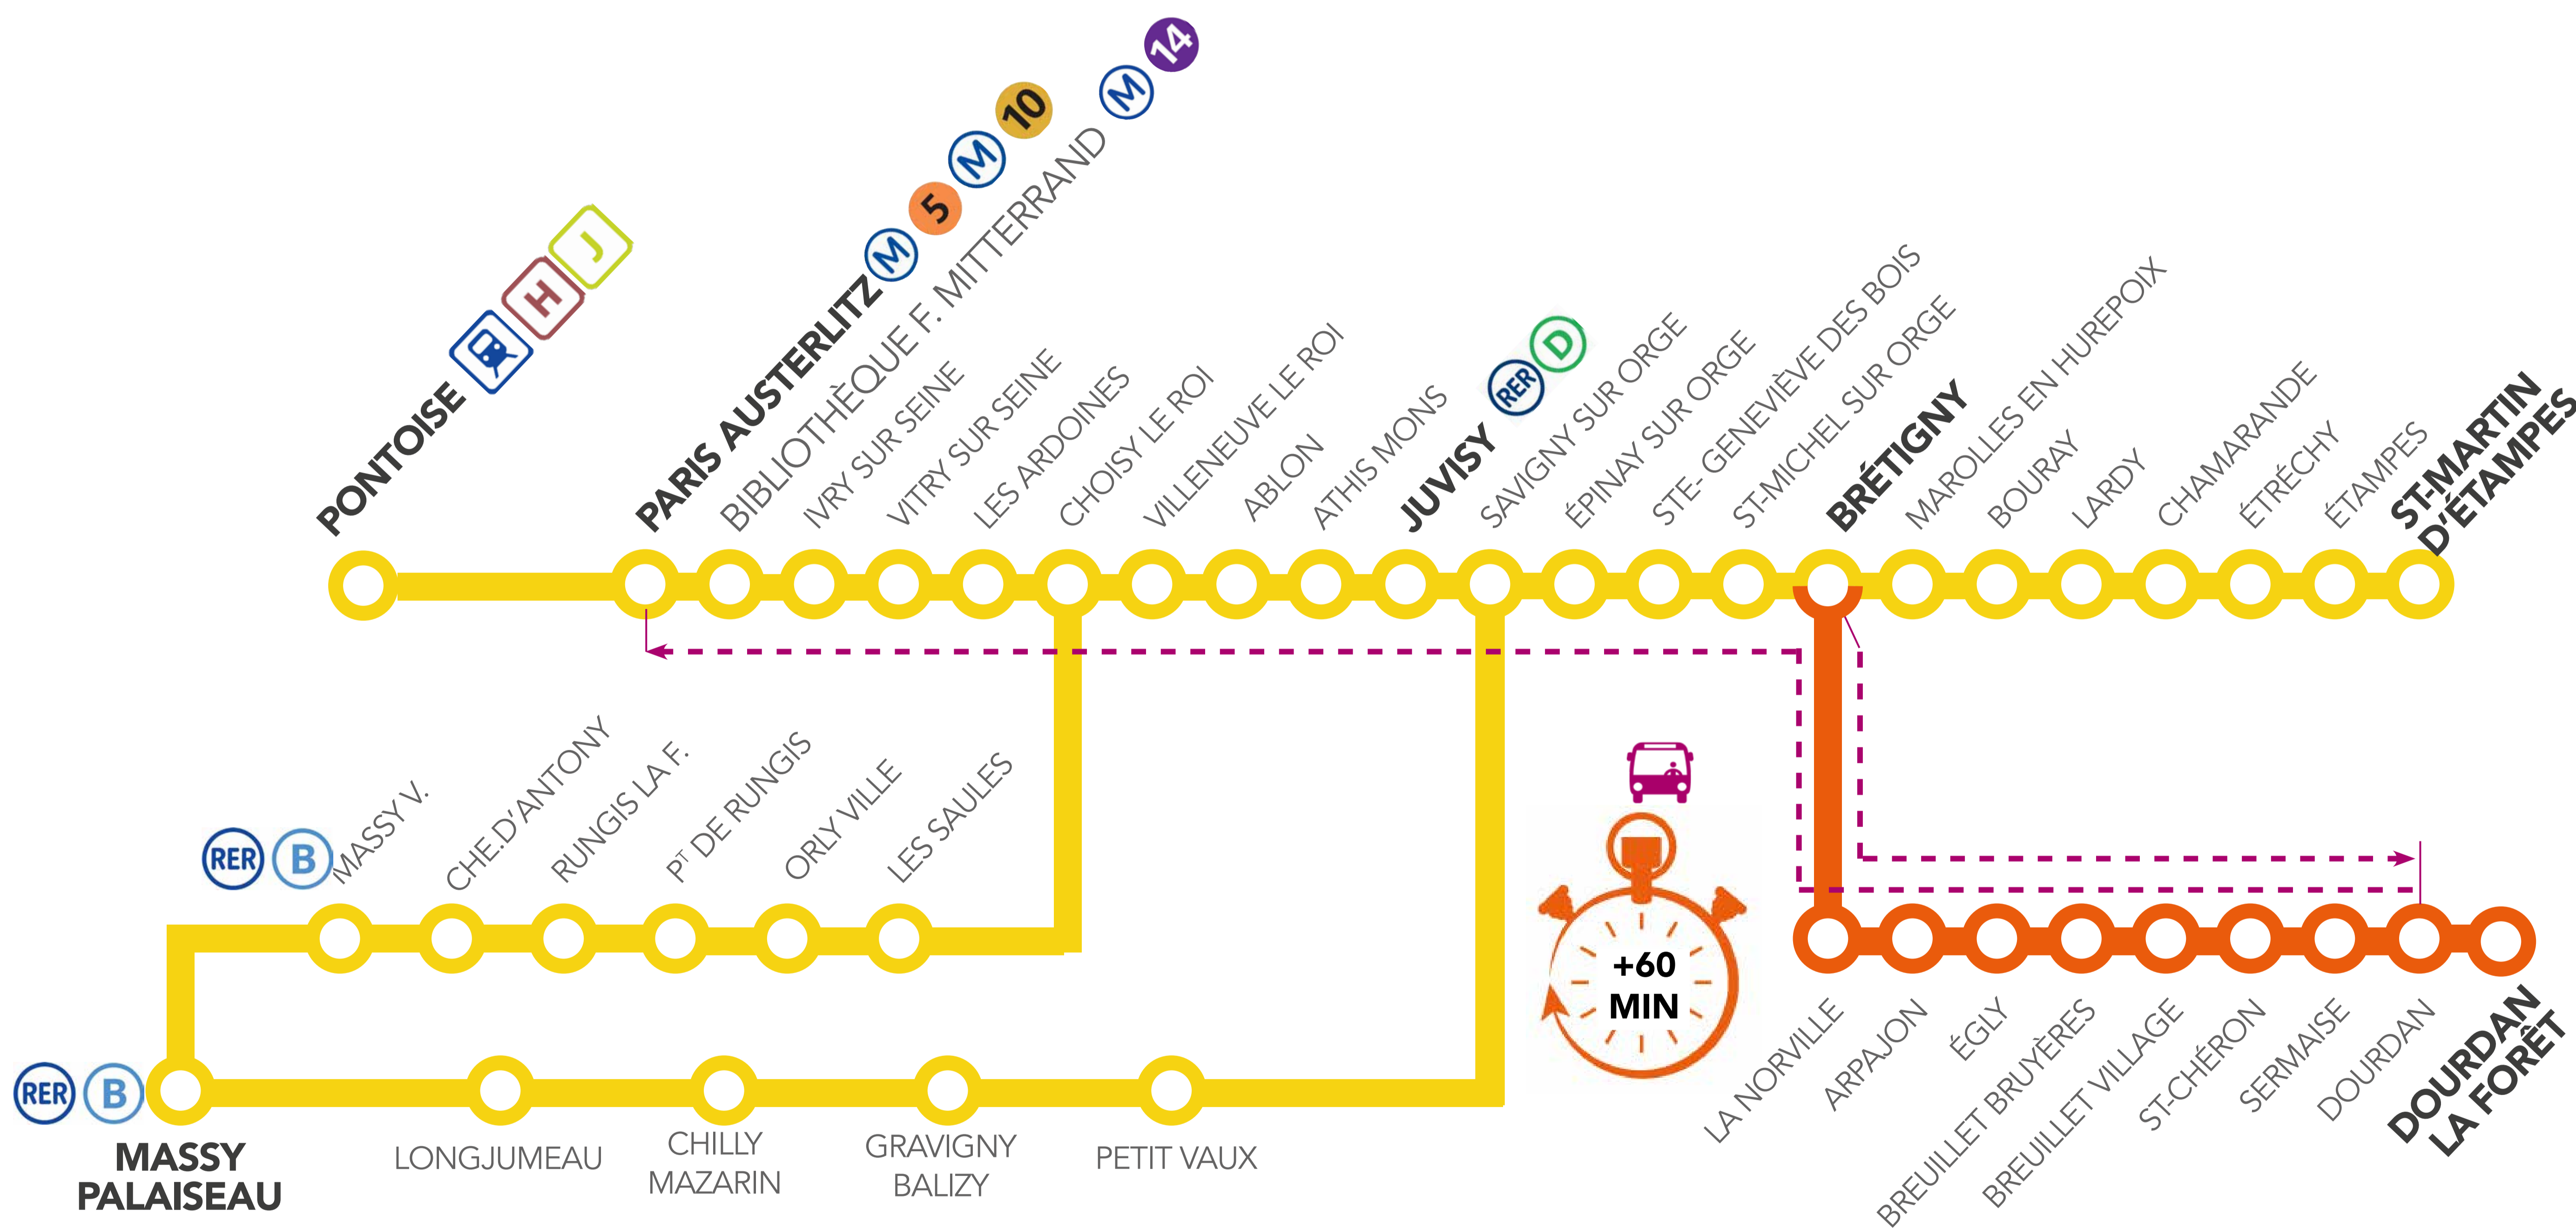 PONTOISE
H
J
PARIS AUSTERLITZ
M
5
M
10
BIBLIOTHÈQUE F. MITTERRAND
M
14
IVRY SUR SEINE
VITRY SUR SEINE
LES ARDOINES
CHOISY LE ROI
VILLENEUVE LE ROI
ABLON
ATHIS MONS
JUVISY
RER
D
SAVIGNY SUR ORGE
ÉPINAY SUR ORGE
STE- GENEVIÈVE DES BOIS
ST-MICHEL SUR ORGE
BRÉTIGNY
MAROLLES EN HUREPOIX
BOURAY
LARDY
CHAMARANDE
ÉTRÉCHY
ÉTAMPES
ST-MARTIN
D'ÉTAMPES
RER
B
MASSY V.
CHE.D'ANTONY
RUNGIS LA F.
PT DE RUNGIS
ORLY VILLE
LES SAULES
+60
MIN
LA NORVILLE
ARPAJON
ÉGLY
BREUILLET BRUYÈRES
BREUILLET VILLAGE
ST-CHÉRON
SERMAISE
DOURDAN
DOURDAN
LA FORÊT
RER
B
MASSY
PALAISEAU
LONGJUMEAU
CHILLY
MAZARIN
GRAVIGNY
BALIZY
PETIT VAUX